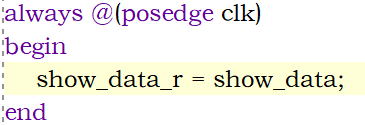 always @(posedge clk)
begin
    show_data_r = show_data;
end